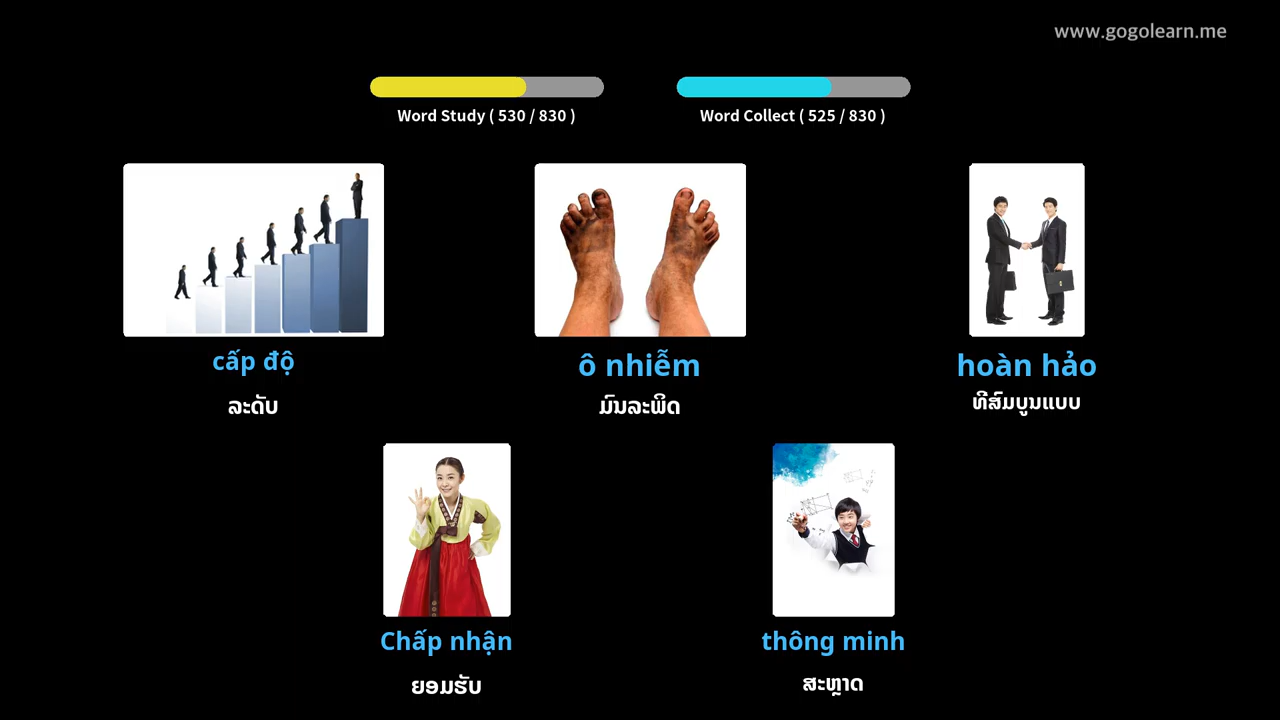 www.gogolearn.me
Word Study ( 530 / 830 )
Word Collect ( 525 / 830 )
cấp độ
ô nhiễm
hoàn hảo
ລະດັບ
ມົນລະພິດ
ທີ່ສົມບູນແບບ
Chấp nhận
thông minh
ຍອມຮັບ
ສະຫຼາດ